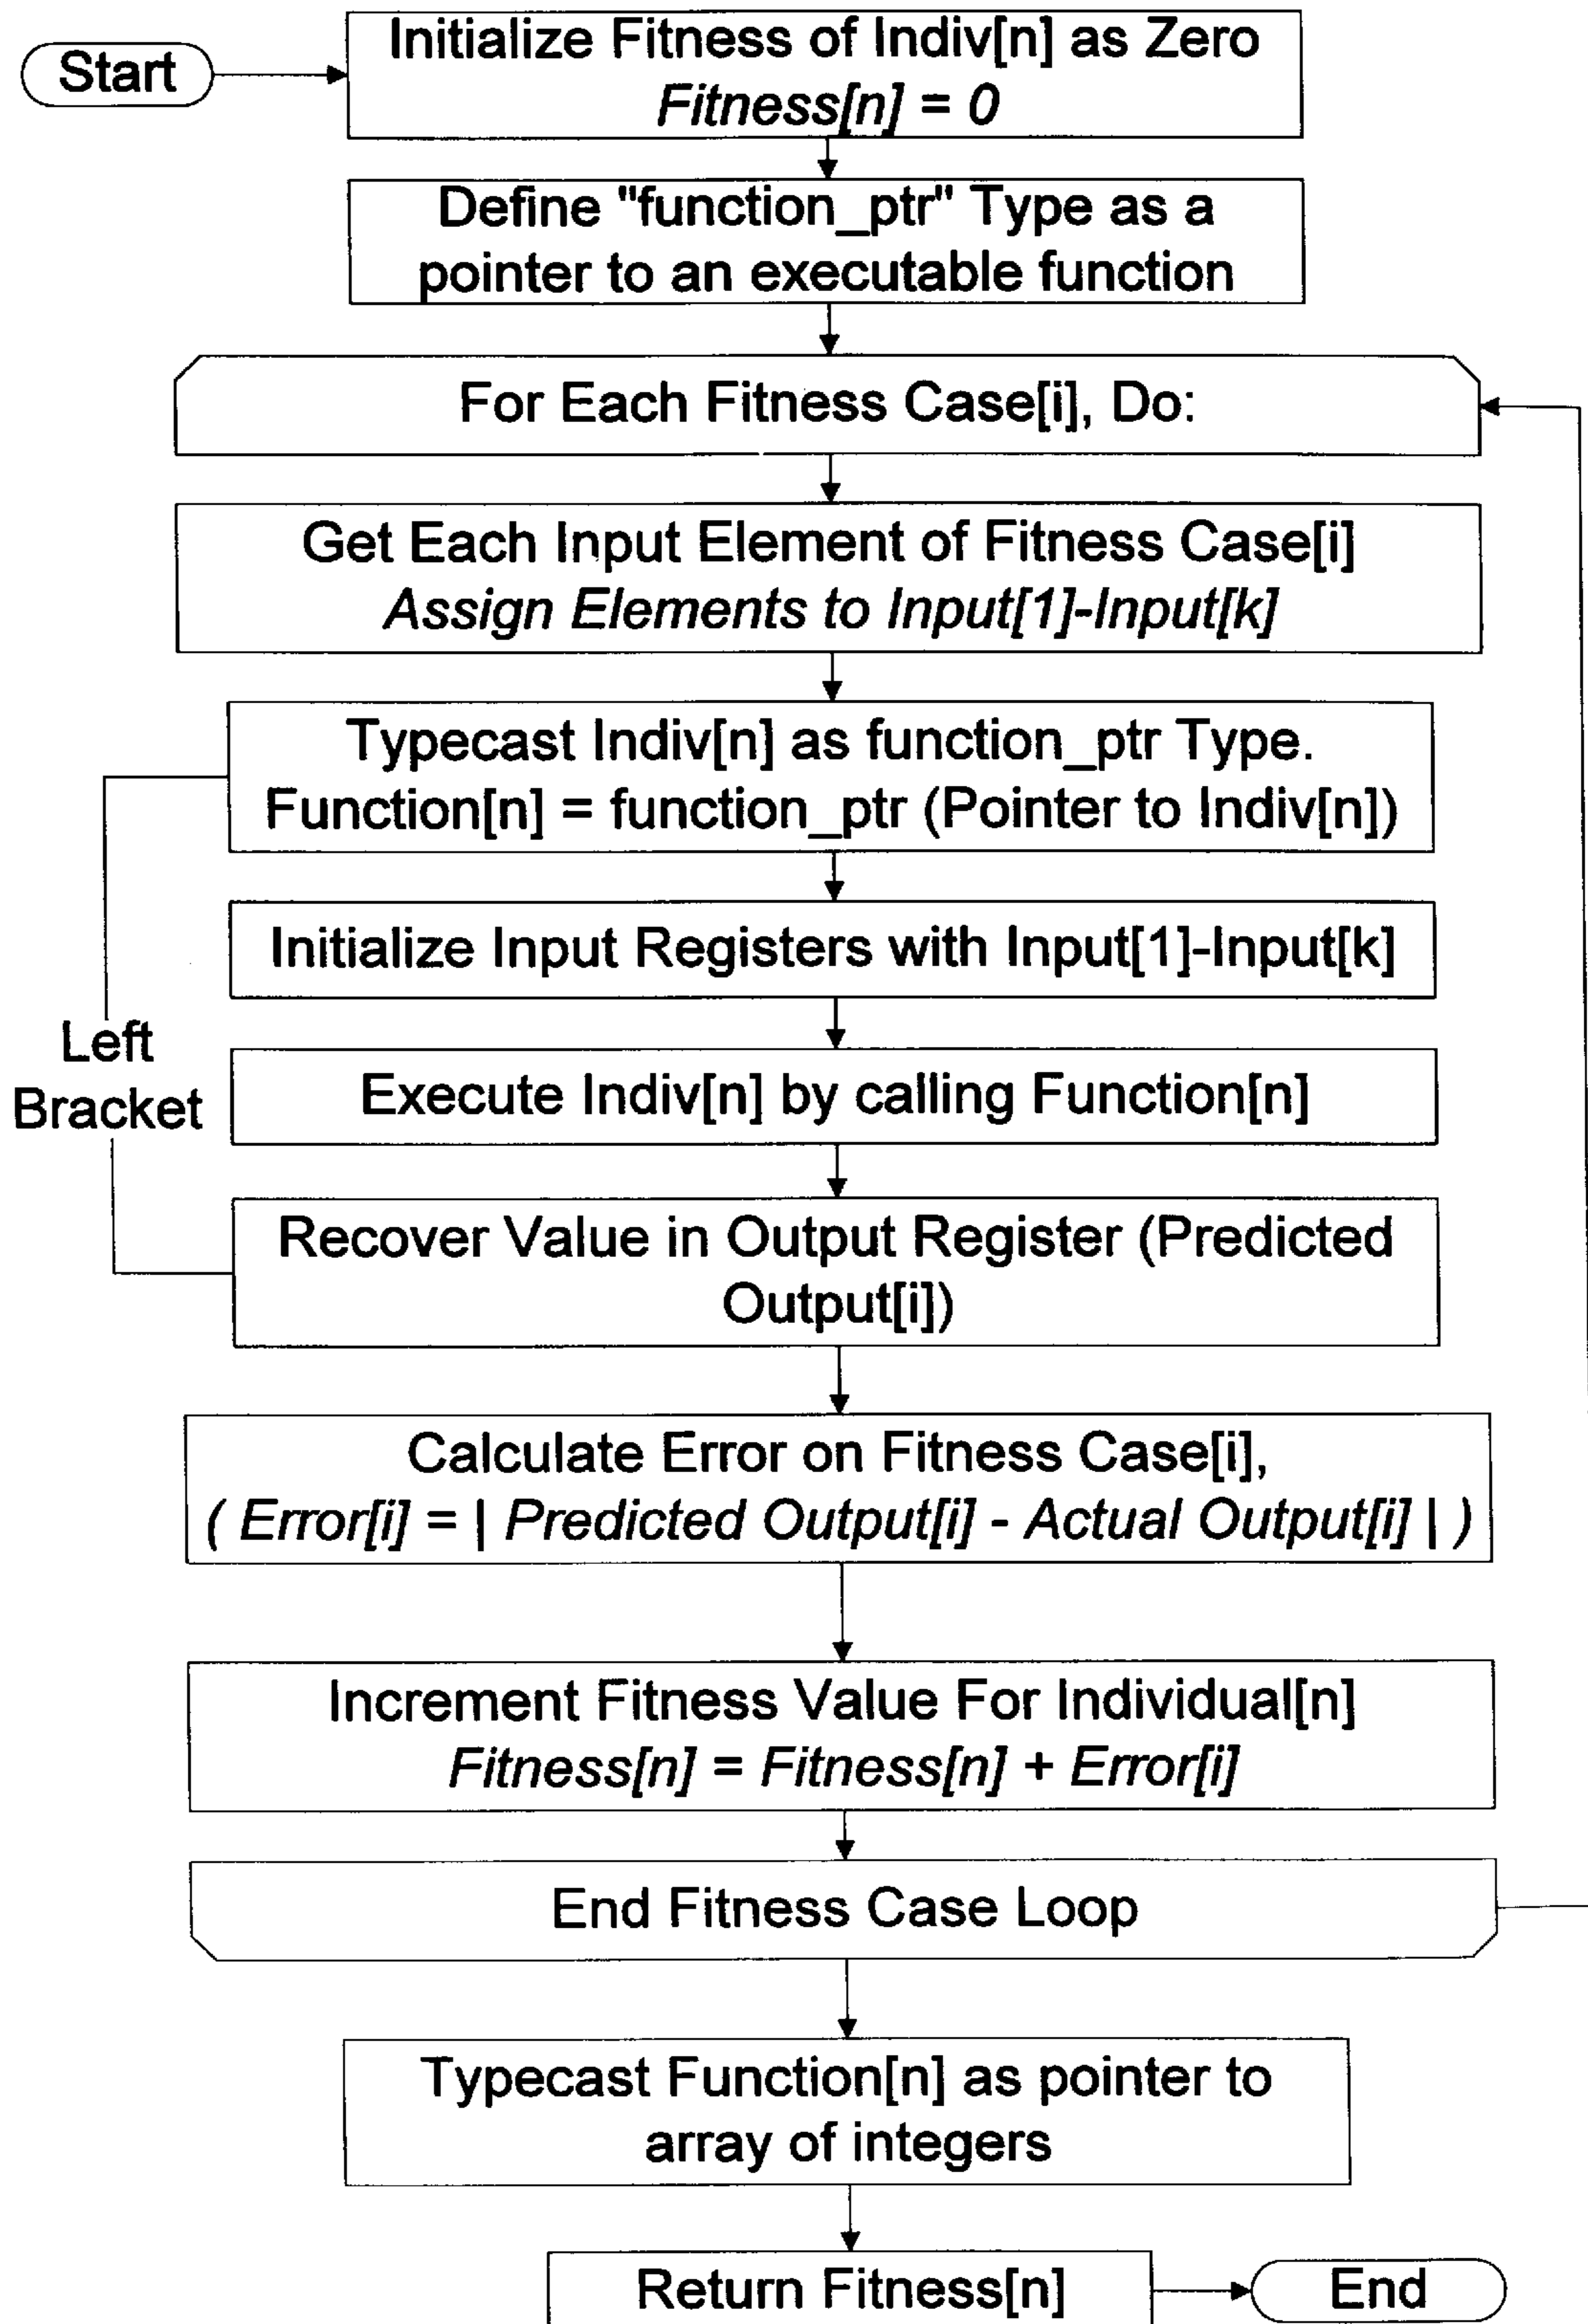 Start
Initialize Fitness of Indiv[n] as Zero
Fitness[n] = 0
Define "function_ptr" Type as a
pointer to an executable function
For Each Fitness Case[i], Do:
Get Each Input Element of Fitness Case[i]
Assign Elements to Input[1]-Input[k]
Typecast Indiv[n] as function_ptr Type.
Function[n] = function_ptr (Pointer to Indiv[n])
Initialize Input Registers with Input[1]-Input[k]
Left
Bracket
Execute Indiv[n] by calling Function[n]
Recover Value in Output Register (Predicted
Output[i])
Calculate Error on Fitness Case[i],
( Error[i] = | Predicted Output[i] - Actual Output[i] | )
Increment Fitness Value For Individual[n]
Fitness[n] = Fitness[n] + Error[i]
End Fitness Case Loop
Typecast Function[n] as pointer to
array of integers
Return Fitness[n]
End